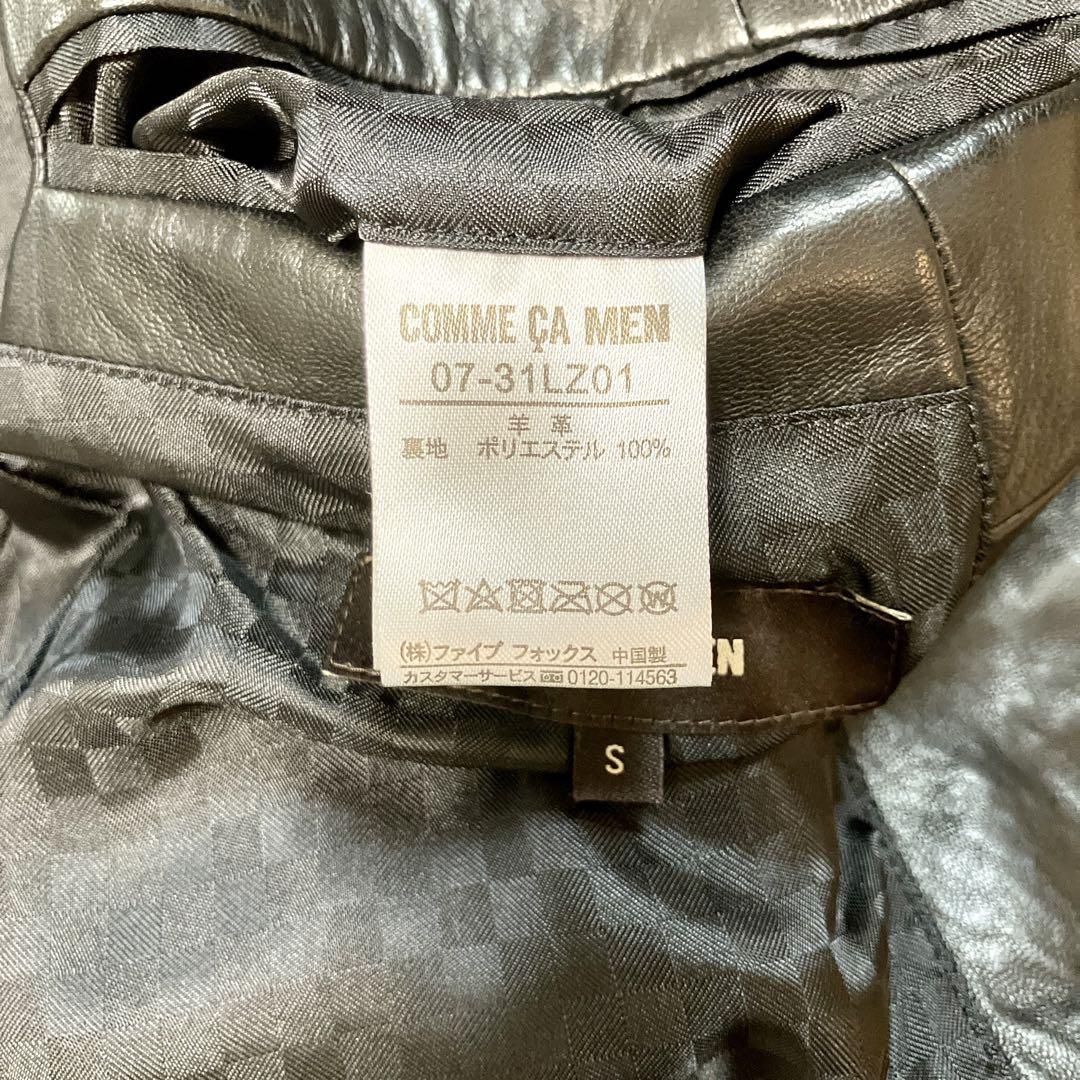 COMME ÇA MEN
07-31LZ01
羊革
裏地 ポリエステル 100%
(株)ファイブ フォックス 中国製
カスタマーサービス 0120-114563
EN
S